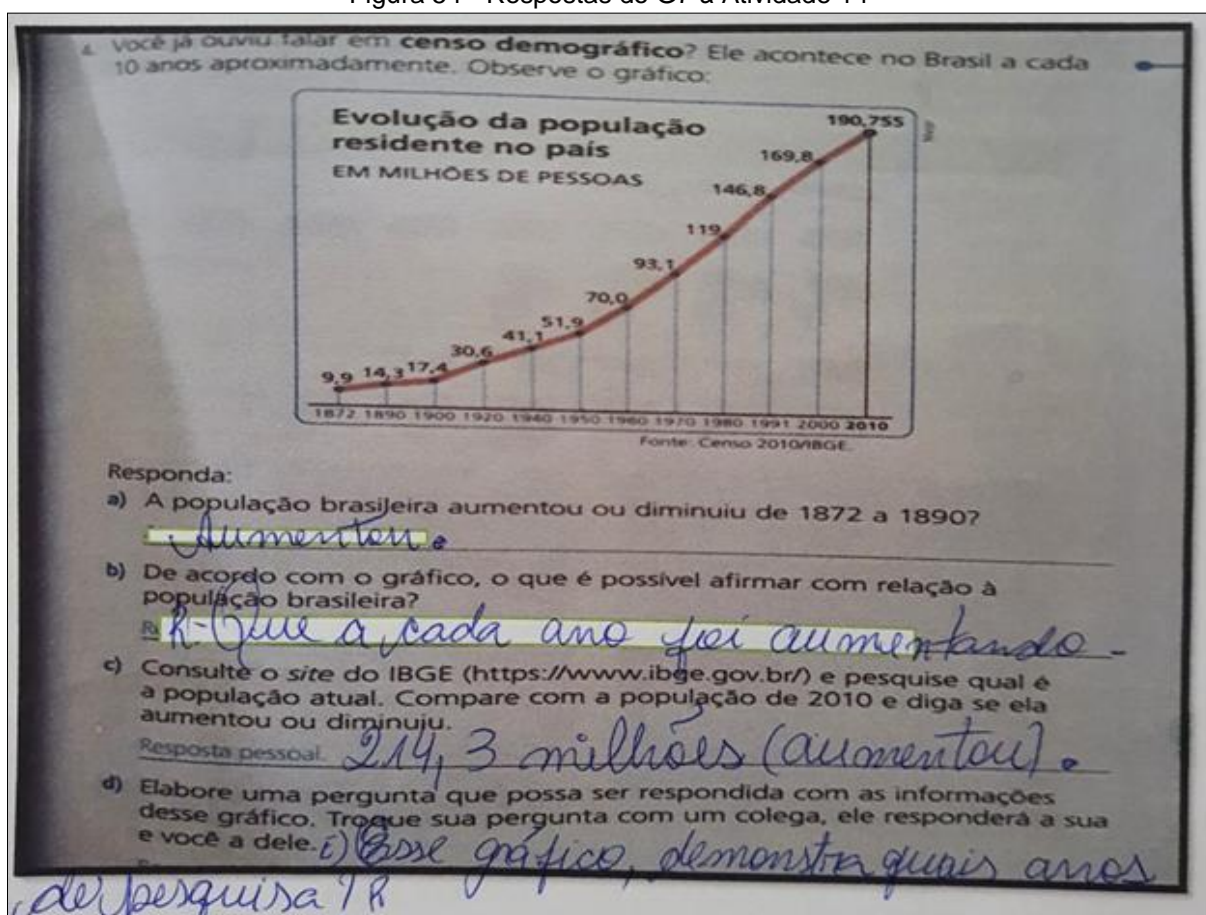 4. Você já ouviu falar em censo demográfico? Ele acontece no Brasil a cada
10 anos aproximadamente. Observe o gráfico:
Evolução da população
residente no país
EM MILHÕES DE PESSOAS
190,755
169,8
146,8
119
93,1
70,0
51,9
41,1
30,6
9,9 14,3 17,4
1872 1890 1900 1920 1940 1950 1960 1970 1980 1991 2000 2010
Fonte: Censo 2010/IBGE.
Responda:
a) A população brasileira aumentou ou diminuiu de 1872 a 1890?
Aumentou.
b) De acordo com o gráfico, o que é possível afirmar com relação à
população brasileira?
R- Que a cada ano foi aumentando-
c) Consulte o site do IBGE (https://www.ibge.gov.br/) e pesquise qual é
a população atual. Compare com a população de 2010 e diga se ela
aumentou ou diminuiu.
Resposta pessoal. 214,3 milhões (aumentou).
d) Elabore uma pergunta que possa ser respondida com as informações
desse gráfico. Troque sua pergunta com um colega, ele responderá a sua
e você a dele. i) Esse gráfico, demonstra quais anos
de pesquisa ? R